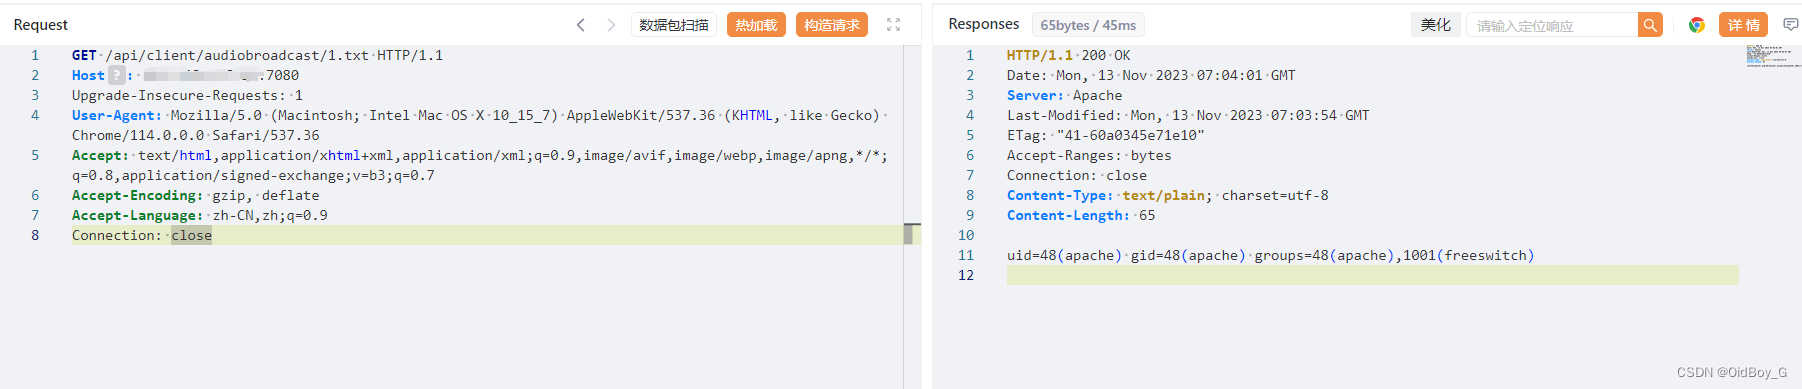 Request
数据包扫描
热加载
构造请求
1 GET /api/client/audiobroadcast/1.txt HTTP/1.1
2 Host ? : :7080
3 Upgrade-Insecure-Requests: 1
4 User-Agent: Mozilla/5.0 (Macintosh; Intel Mac OS X 10_15_7) AppleWebKit/537.36 (KHTML, like Gecko)
Chrome/114.0.0.0 Safari/537.36
5 Accept: text/html,application/xhtml+xml,application/xml;q=0.9,image/avif,image/webp,image/apng,*/*;
q=0.8,application/signed-exchange;v=b3;q=0.7
6 Accept-Encoding: gzip, deflate
7 Accept-Language: zh-CN,zh;q=0.9
8 Connection: close
Responses
65bytes / 45ms
美化
请输入定位响应
详情
1 HTTP/1.1 200 OK
2 Date: Mon, 13 Nov 2023 07:04:01 GMT
3 Server: Apache
4 Last-Modified: Mon, 13 Nov 2023 07:03:54 GMT
5 ETag: "41-60a0345e71e10"
6 Accept-Ranges: bytes
7 Connection: close
8 Content-Type: text/plain; charset=utf-8
9 Content-Length: 65
10
11 uid=48(apache) gid=48(apache) groups=48(apache),1001(freeswitch)
12
CSDN @OidBoy_G